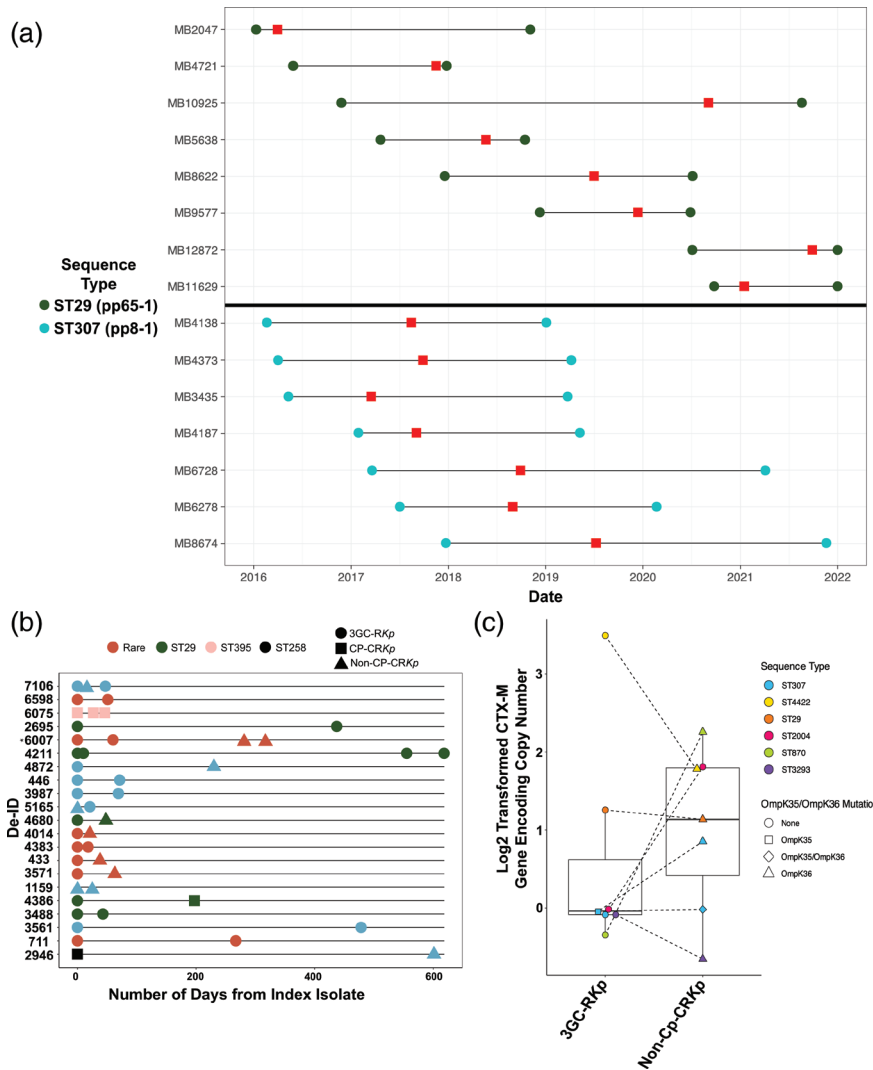 (a)
MB2047
MB4721
MB10925
MB5638
MB8622
MB9577
MB12872
MB11629
MB4138
MB4373
MB3435
MB4187
MB6728
MB6278
MB8674
Sequence
Type
ST29 (pp65-1)
ST307 (pp8-1)
2016 2017 2018 2019 2020 2021 2022
Date
(b)
Rare ST29 ST395 ST258
3GC-RKp
CP-CRKp
Non-CP-CRKp
De-ID
7106
6598
6075
2695
*6007
4211
4872
446
3987
5165
4680
4014
4383
433
3571
1159
4386
3488
3561
711
2946
0 200 400 600
Number of Days from Index Isolate
(c)
Log2 Transformed CTX-M
Gene Encoding Copy Number
3
2
1
0
3GC-RKp
Non-Cp-CRKp
Sequence Type
ST307
ST4422
ST29
ST2004
ST870
ST3293
OmpK35/OmpK36 Mutatio
None
OmpK35
OmpK35/OmpK36
OmpK36